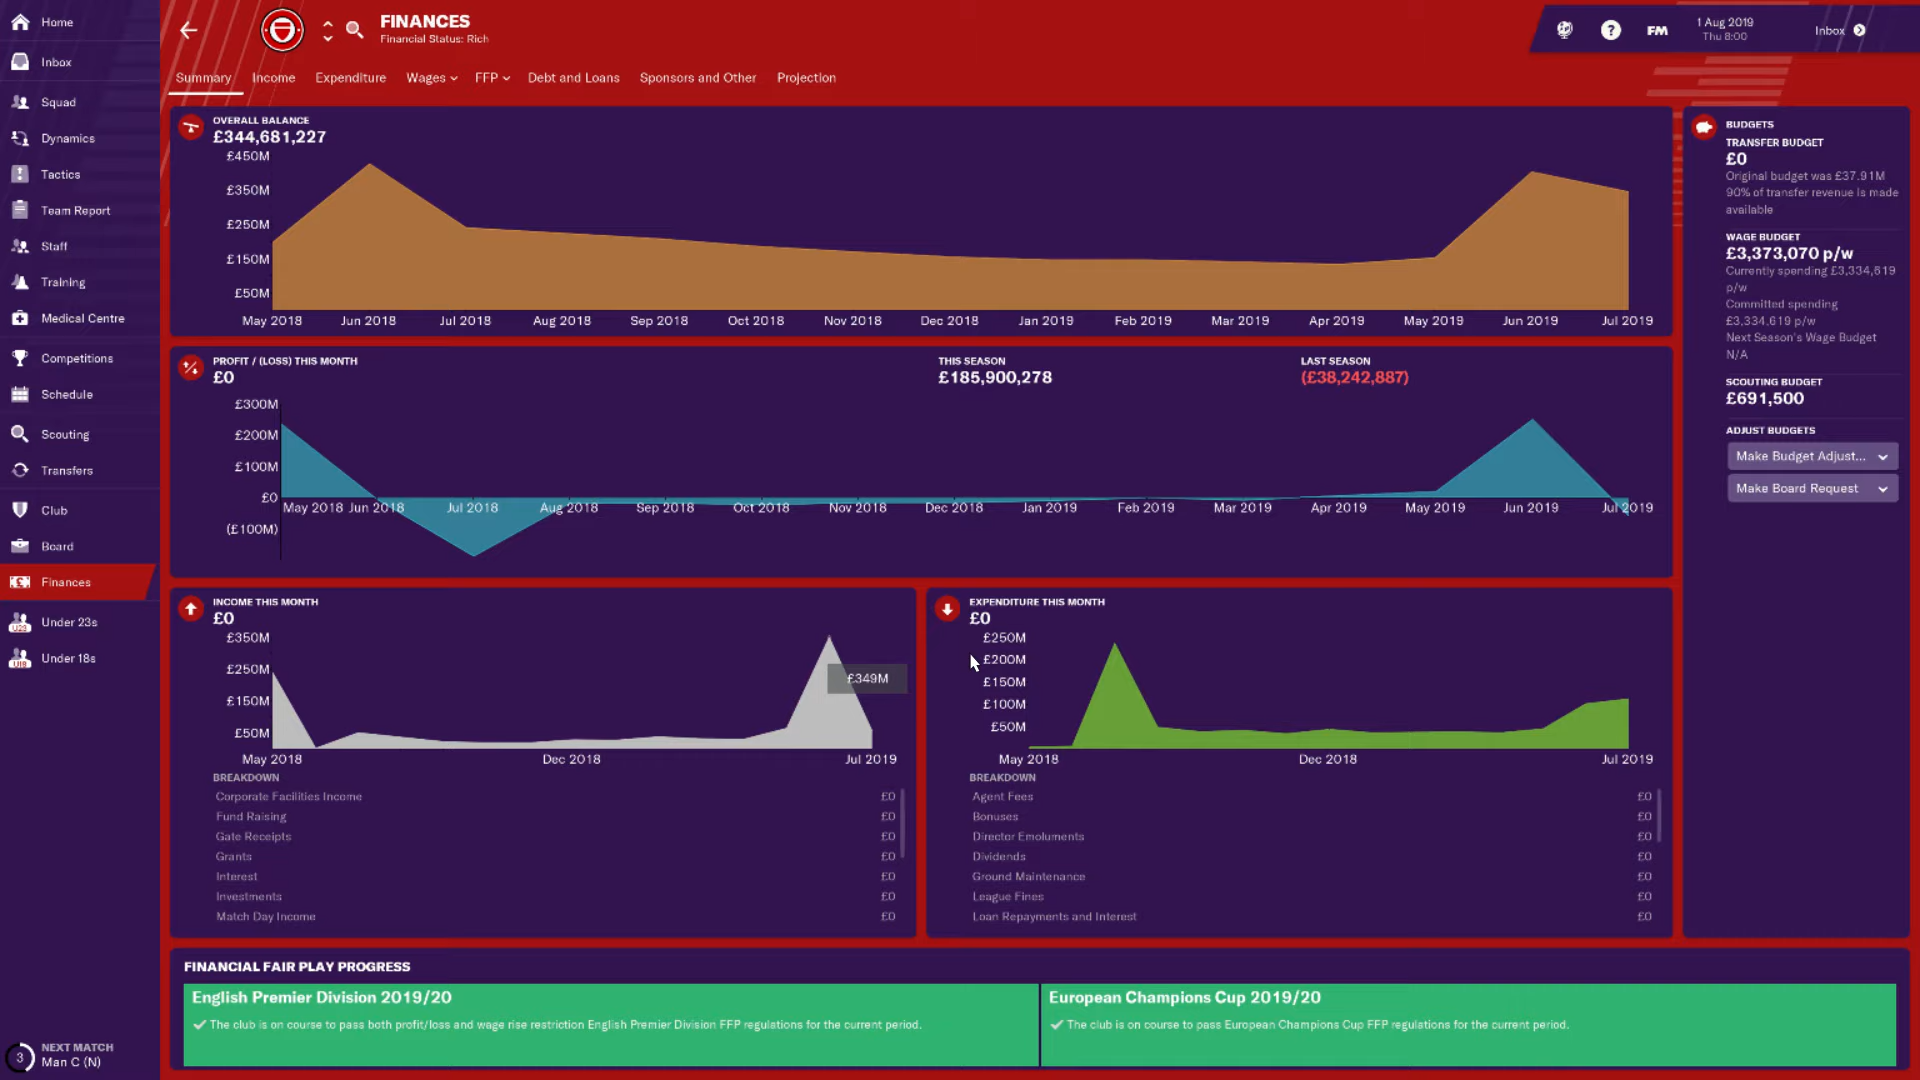 Home
Inbox
Squad
Dynamics
Tactics
Team Report
Staff
Training
Medical Centre
Competitions
Schedule
Scouting
Transfers
Club
Board
Finances
Under 23s
Under 18s
NEXT MATCH
3
Man C (N)
FINANCES
Financial Status: Rich
Summary Income Expenditure Wages FFP Debt and Loans Sponsors and Other Projection
? FM
1 Aug 2019
Thu 8:00
Inbox
OVERALL BALANCE
£344,681,227
£450M
£350M
£250M
£150M
£50M
May 2018 Jun 2018 Jul 2018 Aug 2018 Sep 2018 Oct 2018 Nov 2018 Dec 2018 Jan 2019 Feb 2019 Mar 2019 Apr 2019 May 2019 Jun 2019 Jul 2019
PROFIT / (LOSS) THIS MONTH
£0
THIS SEASON
£185,900,278
LAST SEASON
(£38,242,887)
£300M
£200M
£100M
£0
(£100M)
May 2018 Jun 2018 Jul 2018 Aug 2018 Sep 2018 Oct 2018 Nov 2018 Dec 2018 Jan 2019 Feb 2019 Mar 2019 Apr 2019 May 2019 Jun 2019 Jul 2019
INCOME THIS MONTH
£0
£350M
£250M
£150M
£50M
£349M
May 2018 Dec 2018 Jul 2019
BREAKDOWN
Corporate Facilities Income £0
Fund Raising £0
Gate Receipts £0
Grants £0
Interest £0
Investments £0
Match Day Income £0
EXPENDITURE THIS MONTH
£0
£250M
£200M
£150M
£100M
£50M
May 2018 Dec 2018 Jul 2019
BREAKDOWN
Agent Fees £0
Bonuses £0
Director Emoluments £0
Dividends £0
Ground Maintenance £0
League Fines £0
Loan Repayments and Interest £0
BUDGETS
TRANSFER BUDGET
£0
Original budget was £37.91M
90% of transfer revenue is made
available
WAGE BUDGET
£3,373,070 p/w
Currently spending £3,334,619
p/w
Committed spending
£3,334,619 p/w
Next Season's Wage Budget
N/A
SCOUTING BUDGET
£691,500
ADJUST BUDGETS
Make Budget Adjust...
Make Board Request
FINANCIAL FAIR PLAY PROGRESS
English Premier Division 2019/20
The club is on course to pass both profit/loss and wage rise restriction English Premier Division FFP regulations for the current period.
European Champions Cup 2019/20
The club is on course to pass European Champions Cup FFP regulations for the current period.